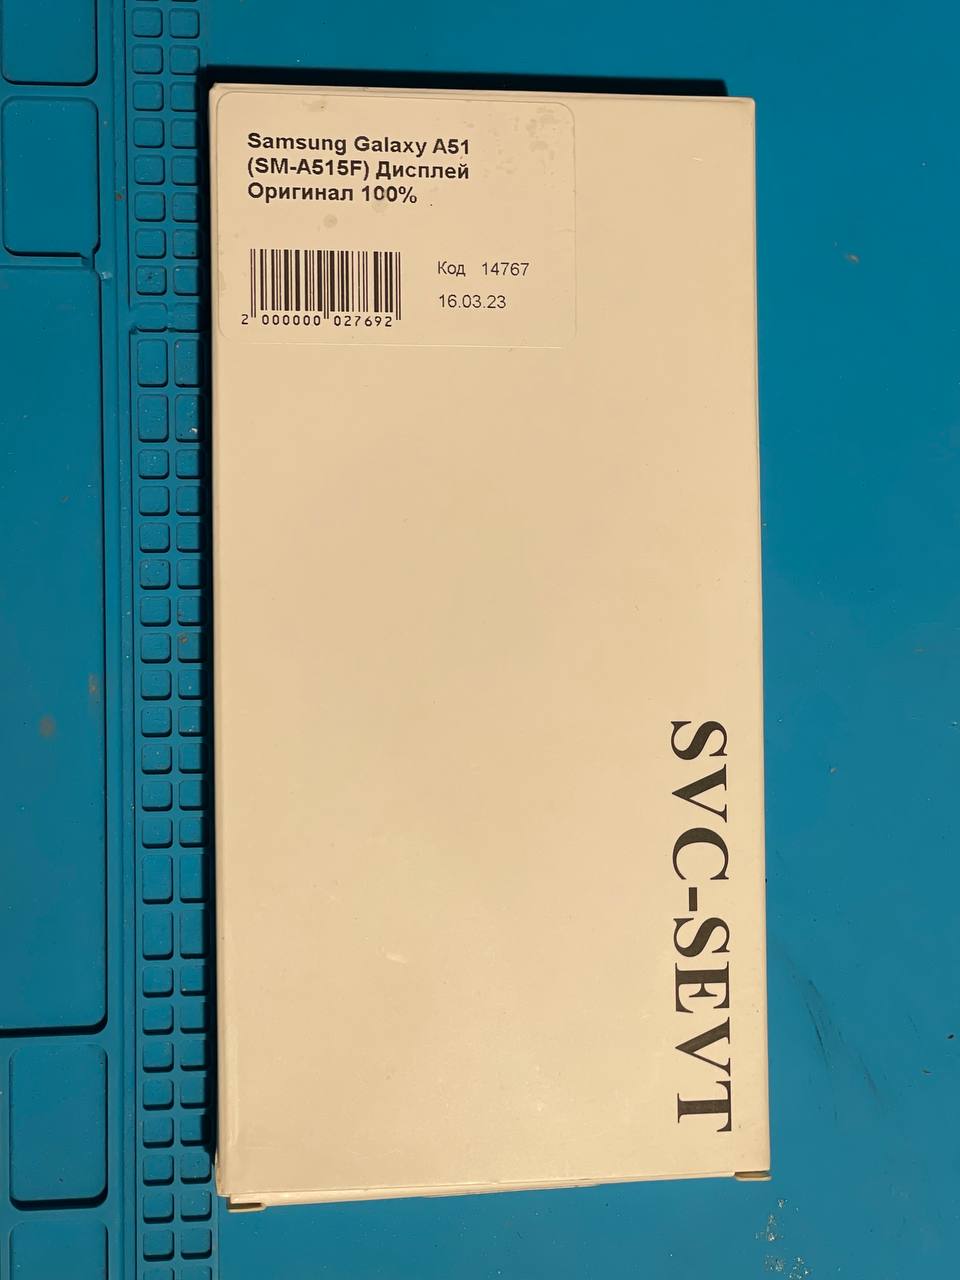 Samsung Galaxy A51
(SM-A515F) Дисплей
Оригинал 100%
Код 14767
16.03.23
2 000000 027692
SVC-SEVT